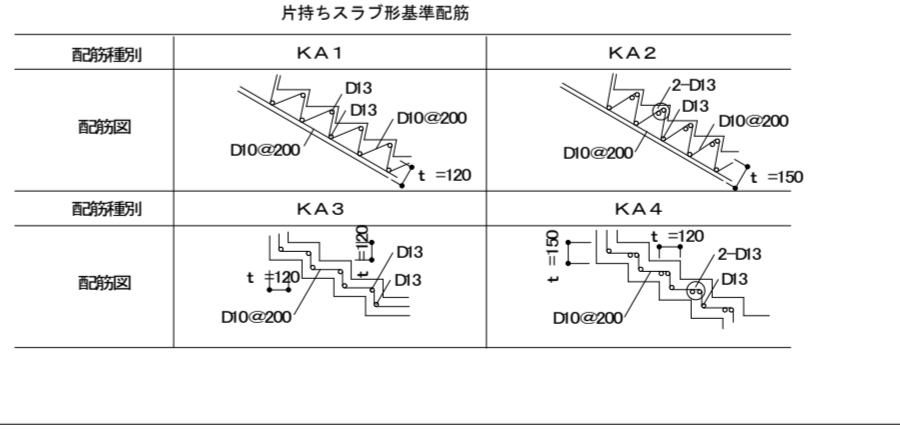 片持ちスラブ形基準配筋
配筋種別 KA1 KA2
配筋図
D13
D13
D10@200
D10@200
t =120
2-D13
D13
D10@200
D10@200
t =150
配筋種別 KA3 KA4
配筋図
t =120
D13
D13
t =120
D10@200
t =150
t =120
2-D13
D13
D10@200